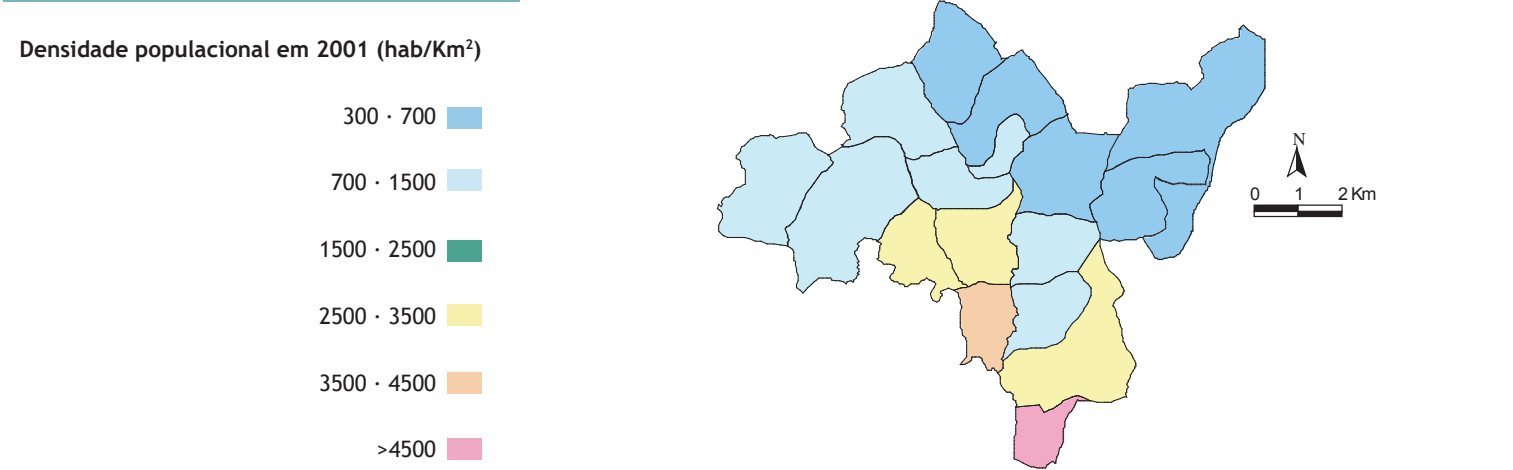 Densidade populacional em 2001 (hab/Km²)
300 · 700
700 · 1500
1500 · 2500
2500 · 3500
3500 · 4500
>4500
N
0 1 2 Km